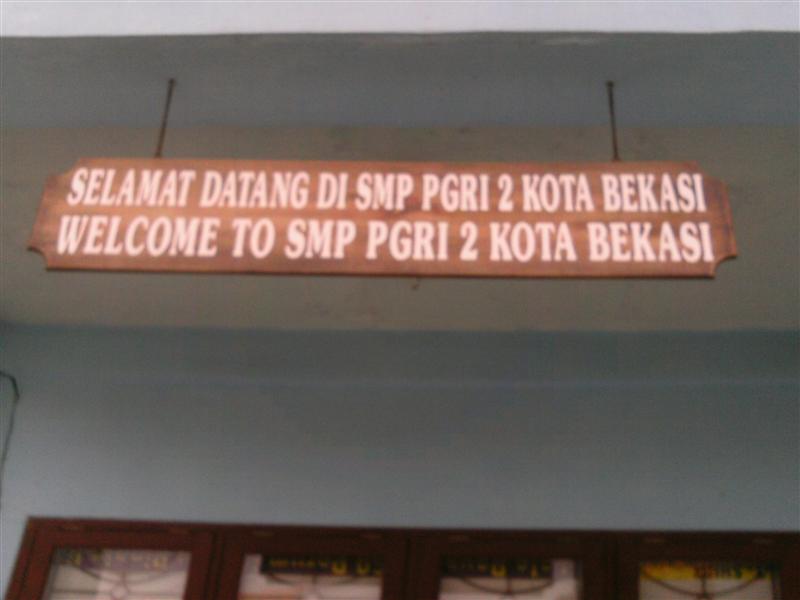 SELAMAT DATANG DI SMP PGRI 2 KOTA BEKASI
WELCOME TO SMP PGRI 2 KOTA BEKASI